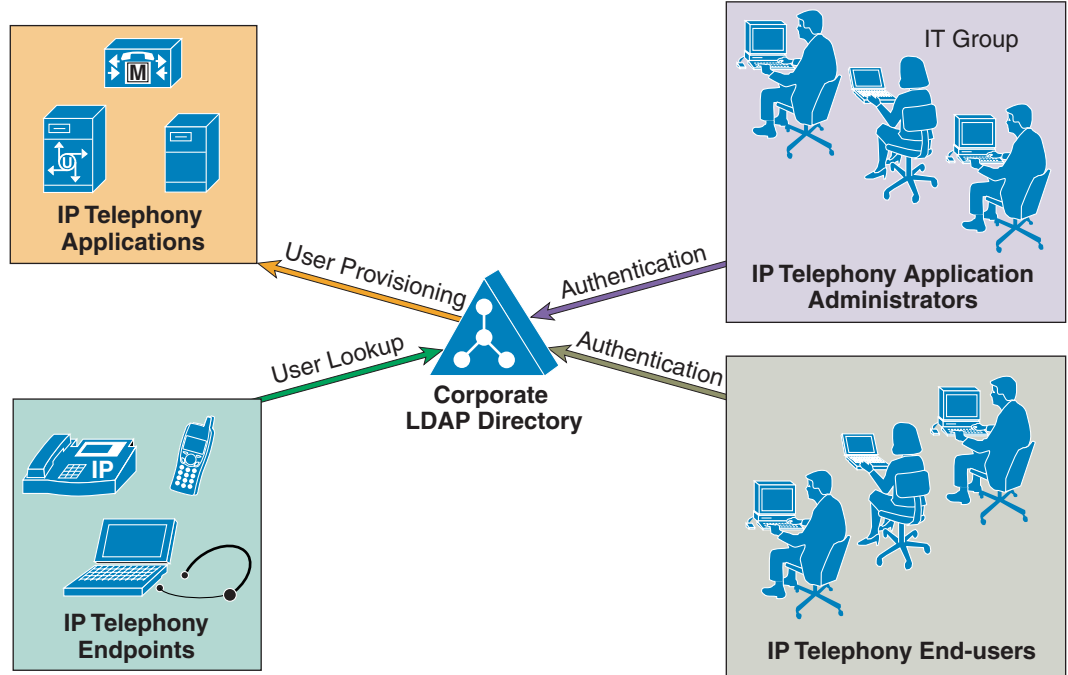 M
U
IP Telephony
Applications
IT Group
IP Telephony Application
Administrators
User Provisioning
Authentication
User Lookup
Authentication
Corporate
LDAP Directory
IP
IP Telephony
Endpoints
IP Telephony End-users